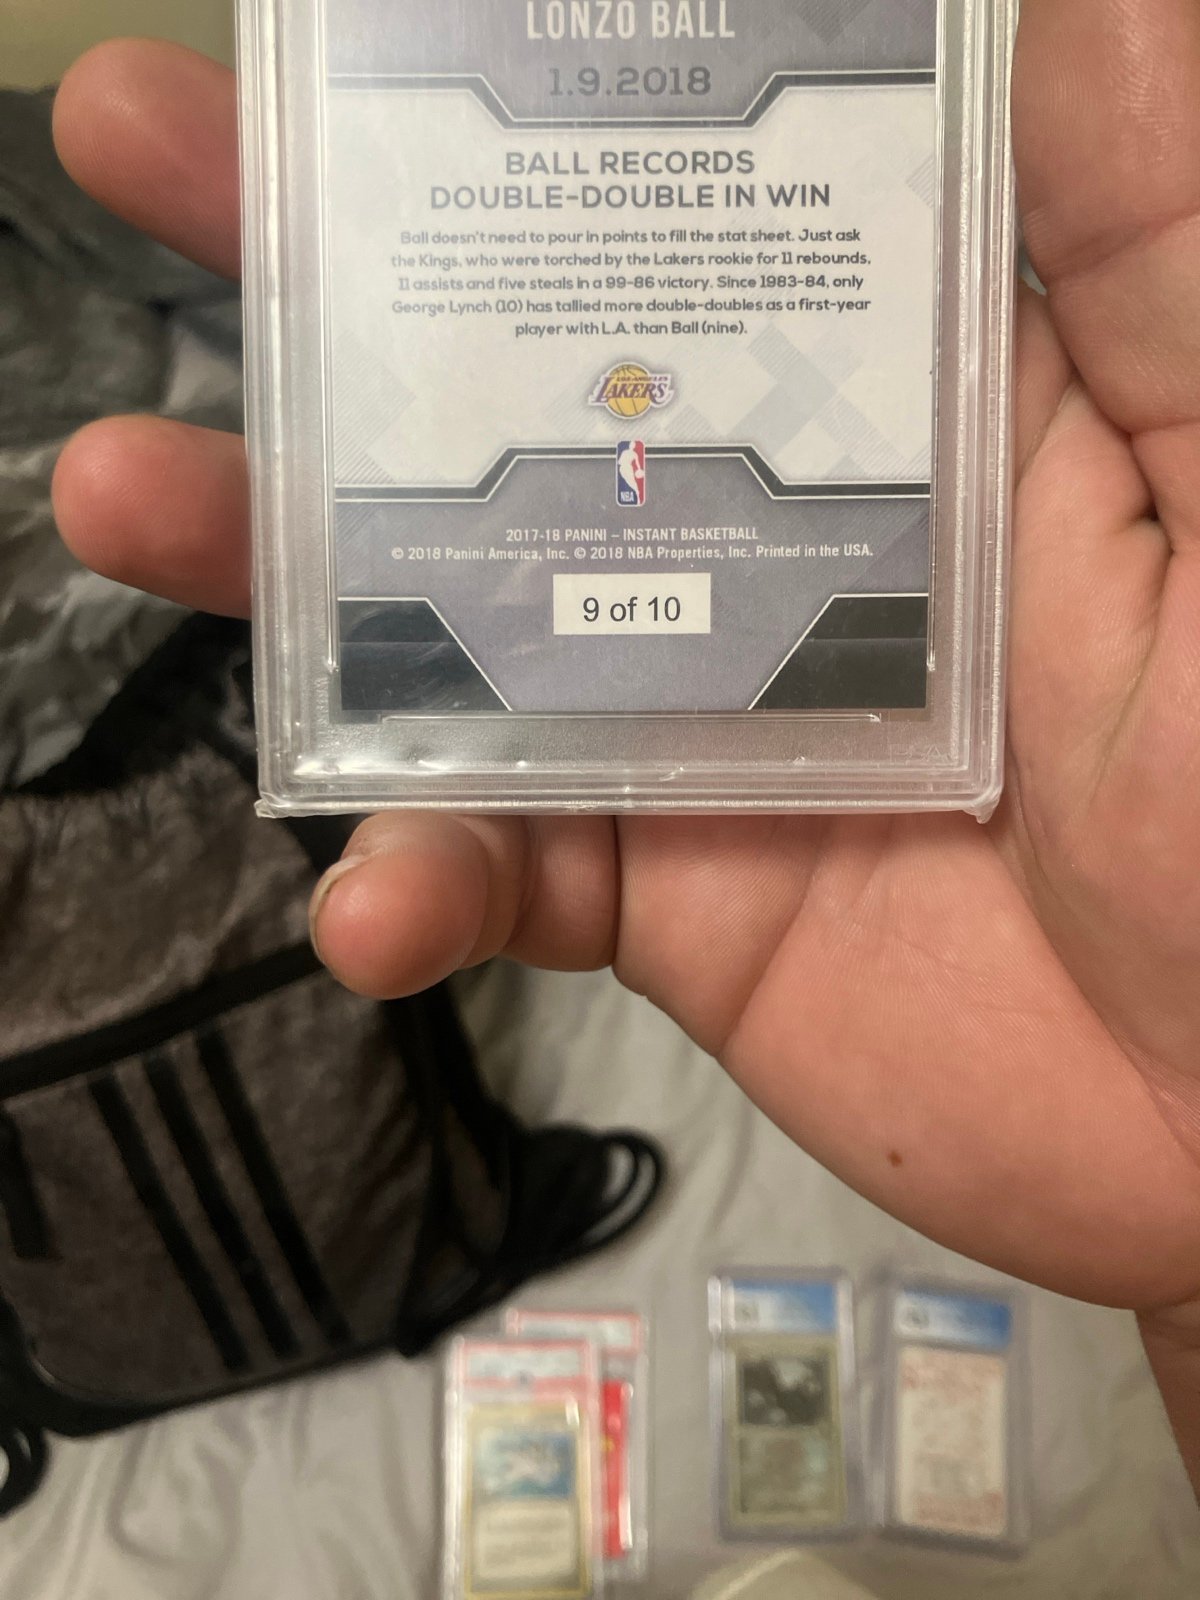 LONZO BALL
1.9.2018
BALL RECORDS
DOUBLE-DOUBLE IN WIN
Ball doesn't need to pour in points to fill the stat sheet. Just ask
the Kings, who were torched by the Lakers rookie for 11 rebounds,
11 assists and five steals in a 99-86 victory. Since 1983-84, only
George Lynch (10) has tallied more double-doubles as a first-year
player with L.A. than Ball (nine).
LOS ANGELES
LAKERS
NBA
2017-18 PANINI – INSTANT BASKETBALL
© 2018 Panini America, Inc. © 2018 NBA Properties, Inc. Printed in the USA.
9 of 10
PSA